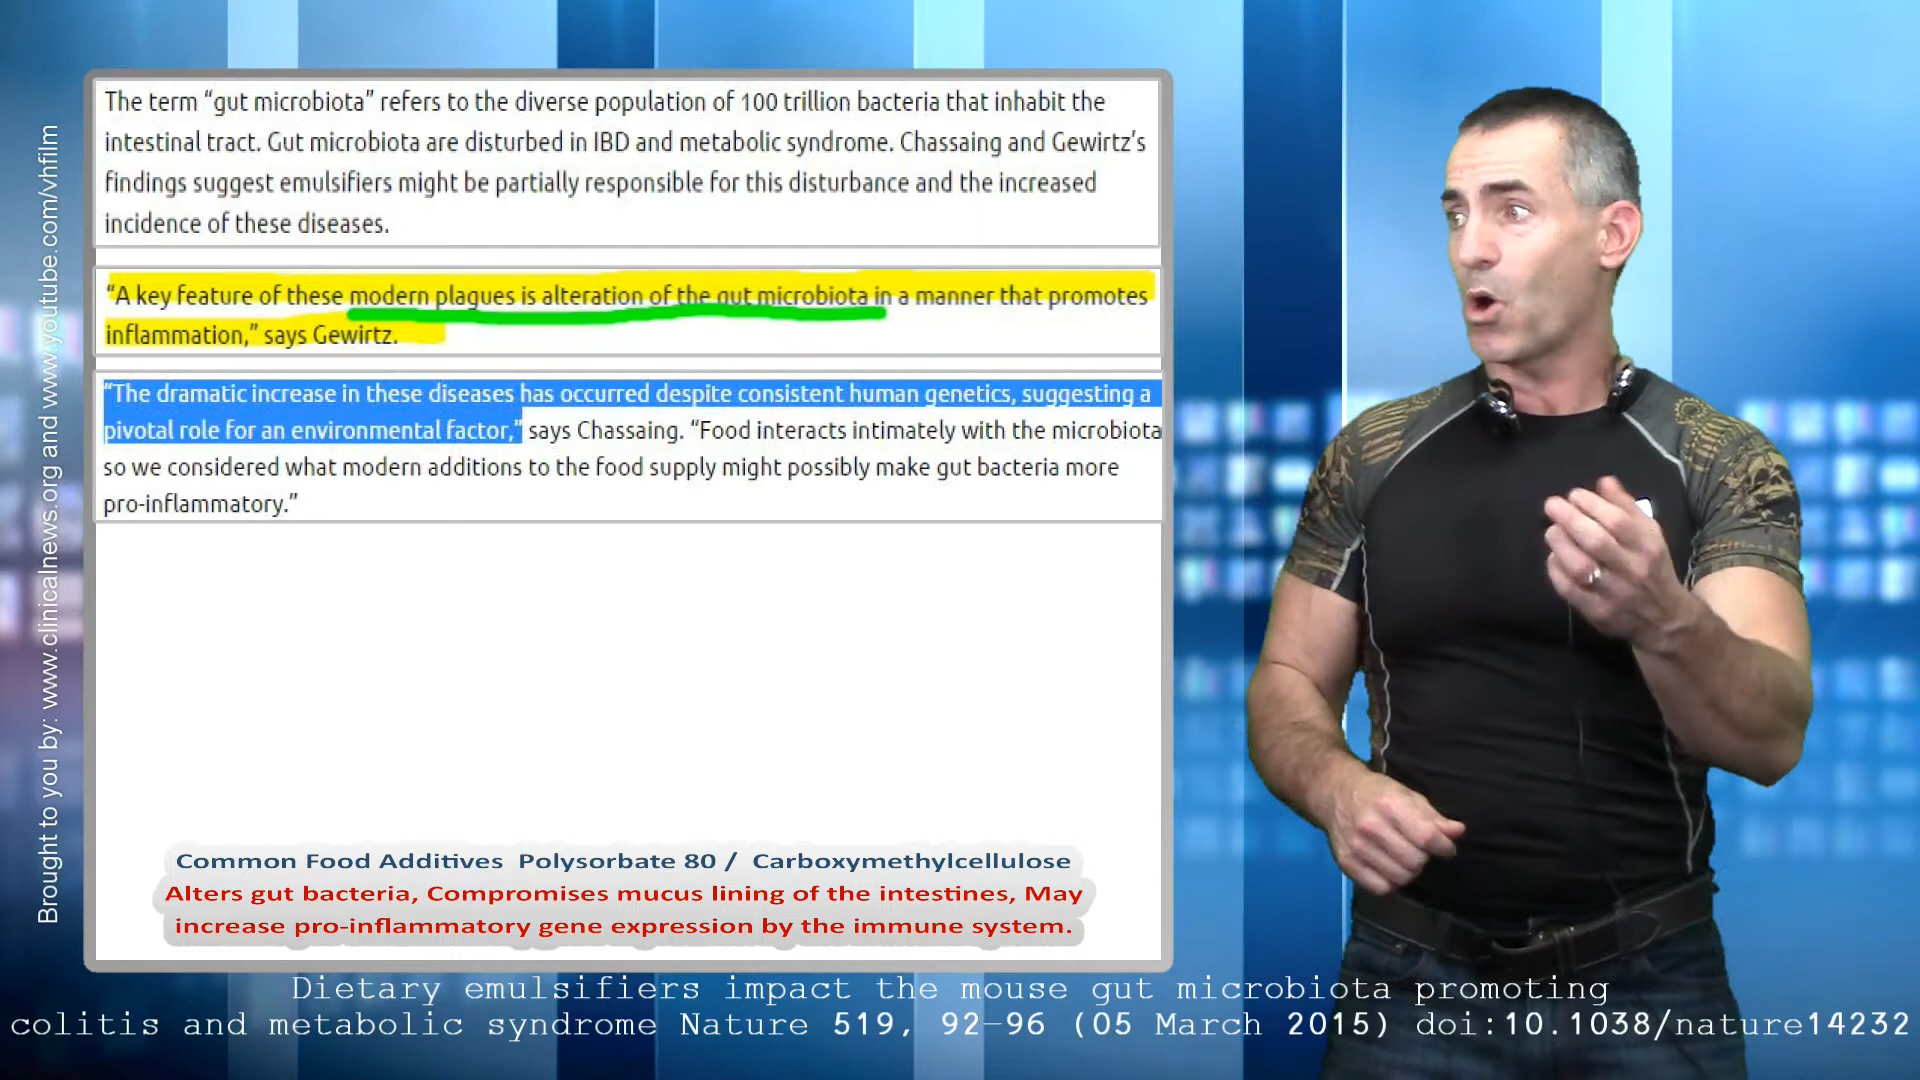 The term “gut microbiota” refers to the diverse population of 100 trillion bacteria that inhabit the
intestinal tract. Gut microbiota are disturbed in IBD and metabolic syndrome. Chassaing and Gewirtz’s
findings suggest emulsifiers might be partially responsible for this disturbance and the increased
incidence of these diseases.
“A key feature of these modern plagues is alteration of the gut microbiota in a manner that promotes
inflammation,” says Gewirtz.
“The dramatic increase in these diseases has occurred despite consistent human genetics, suggesting a
pivotal role for an environmental factor,” says Chassaing. “Food interacts intimately with the microbiota
so we considered what modern additions to the food supply might possibly make gut bacteria more
pro-inflammatory.”
Common Food Additives Polysorbate 80 / Carboxymethylcellulose
Alters gut bacteria, Compromises mucus lining of the intestines, May
increase pro-inflammatory gene expression by the immune system.
Dietary emulsifiers impact the mouse gut microbiota promoting
colitis and metabolic syndrome Nature 519, 92–96 (05 March 2015) doi:10.1038/nature14232
Brought to you by: www.clinicalnews.org and www.youtube.com/vhfilm